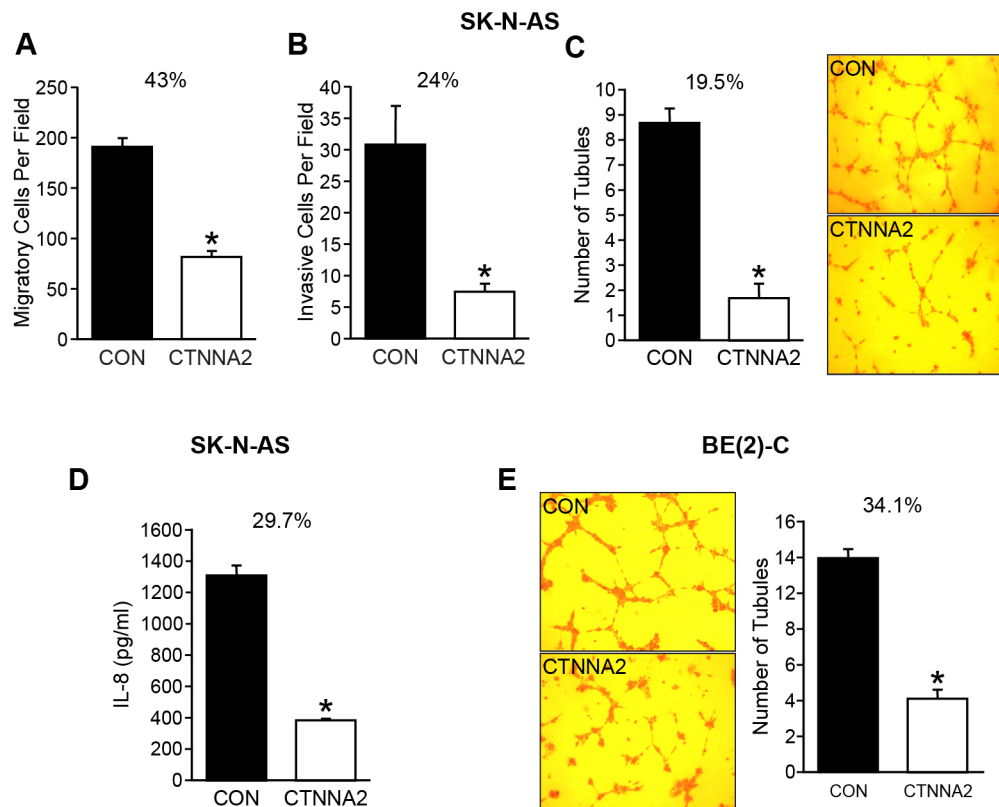 SK-N-AS
A
43%
Migratory Cells Per Field
250
200
150
100
50
0
*
CON CTNNA2
B
24%
Invasive Cells Per Field
40
35
30
25
20
15
10
5
0
*
CON CTNNA2
C
19.5%
Number of Tubules
10
9
8
7
6
5
4
3
2
1
0
*
CON CTNNA2
CON
CTNNA2
SK-N-AS
D
29.7%
IL-8 (pg/ml)
1600
1400
1200
1000
800
600
400
200
0
*
CON CTNNA2
BE(2)-C
E
CON
CTNNA2
34.1%
Number of Tubules
16
14
12
8
6
4
2
0
*
CON CTNNA2